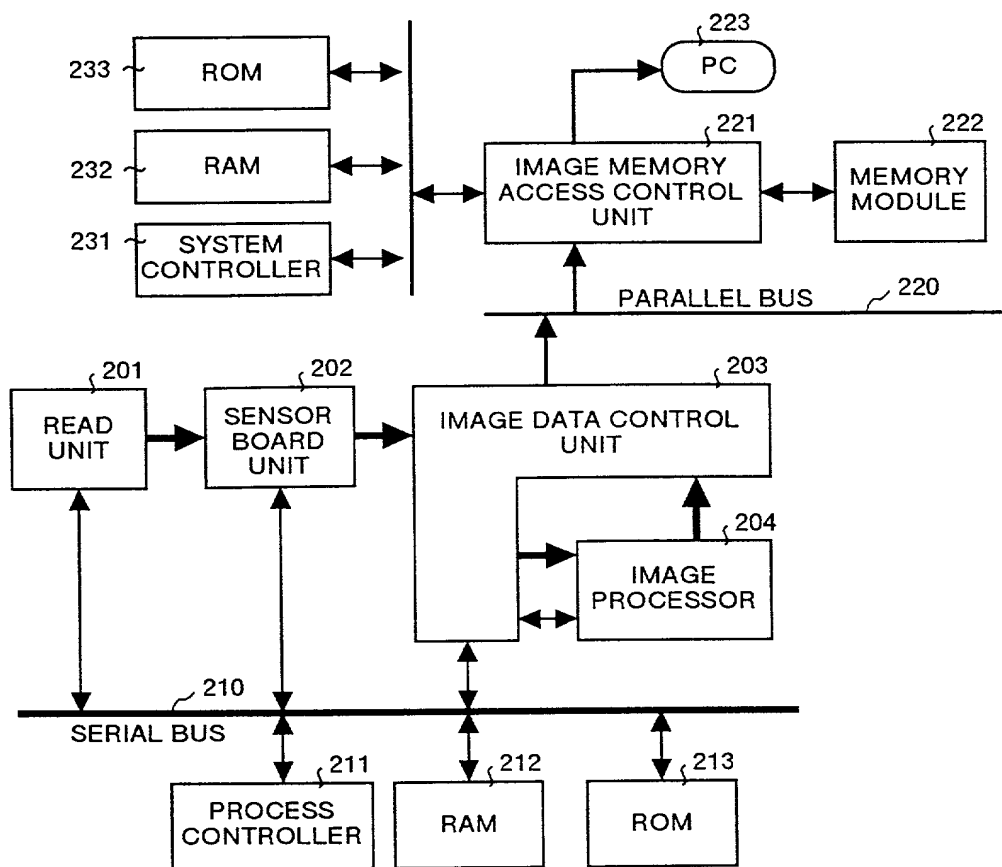 223
PC
233
ROM
221
222
IMAGE MEMORY
ACCESS CONTROL
UNIT
MEMORY
MODULE
232
RAM
231
SYSTEM
CONTROLLER
PARALLEL BUS
220
201
202
203
READ
UNIT
SENSOR
BOARD
UNIT
IMAGE DATA CONTROL
UNIT
204
IMAGE
PROCESSOR
210
SERIAL BUS
211
212
213
PROCESS
CONTROLLER
RAM
ROM